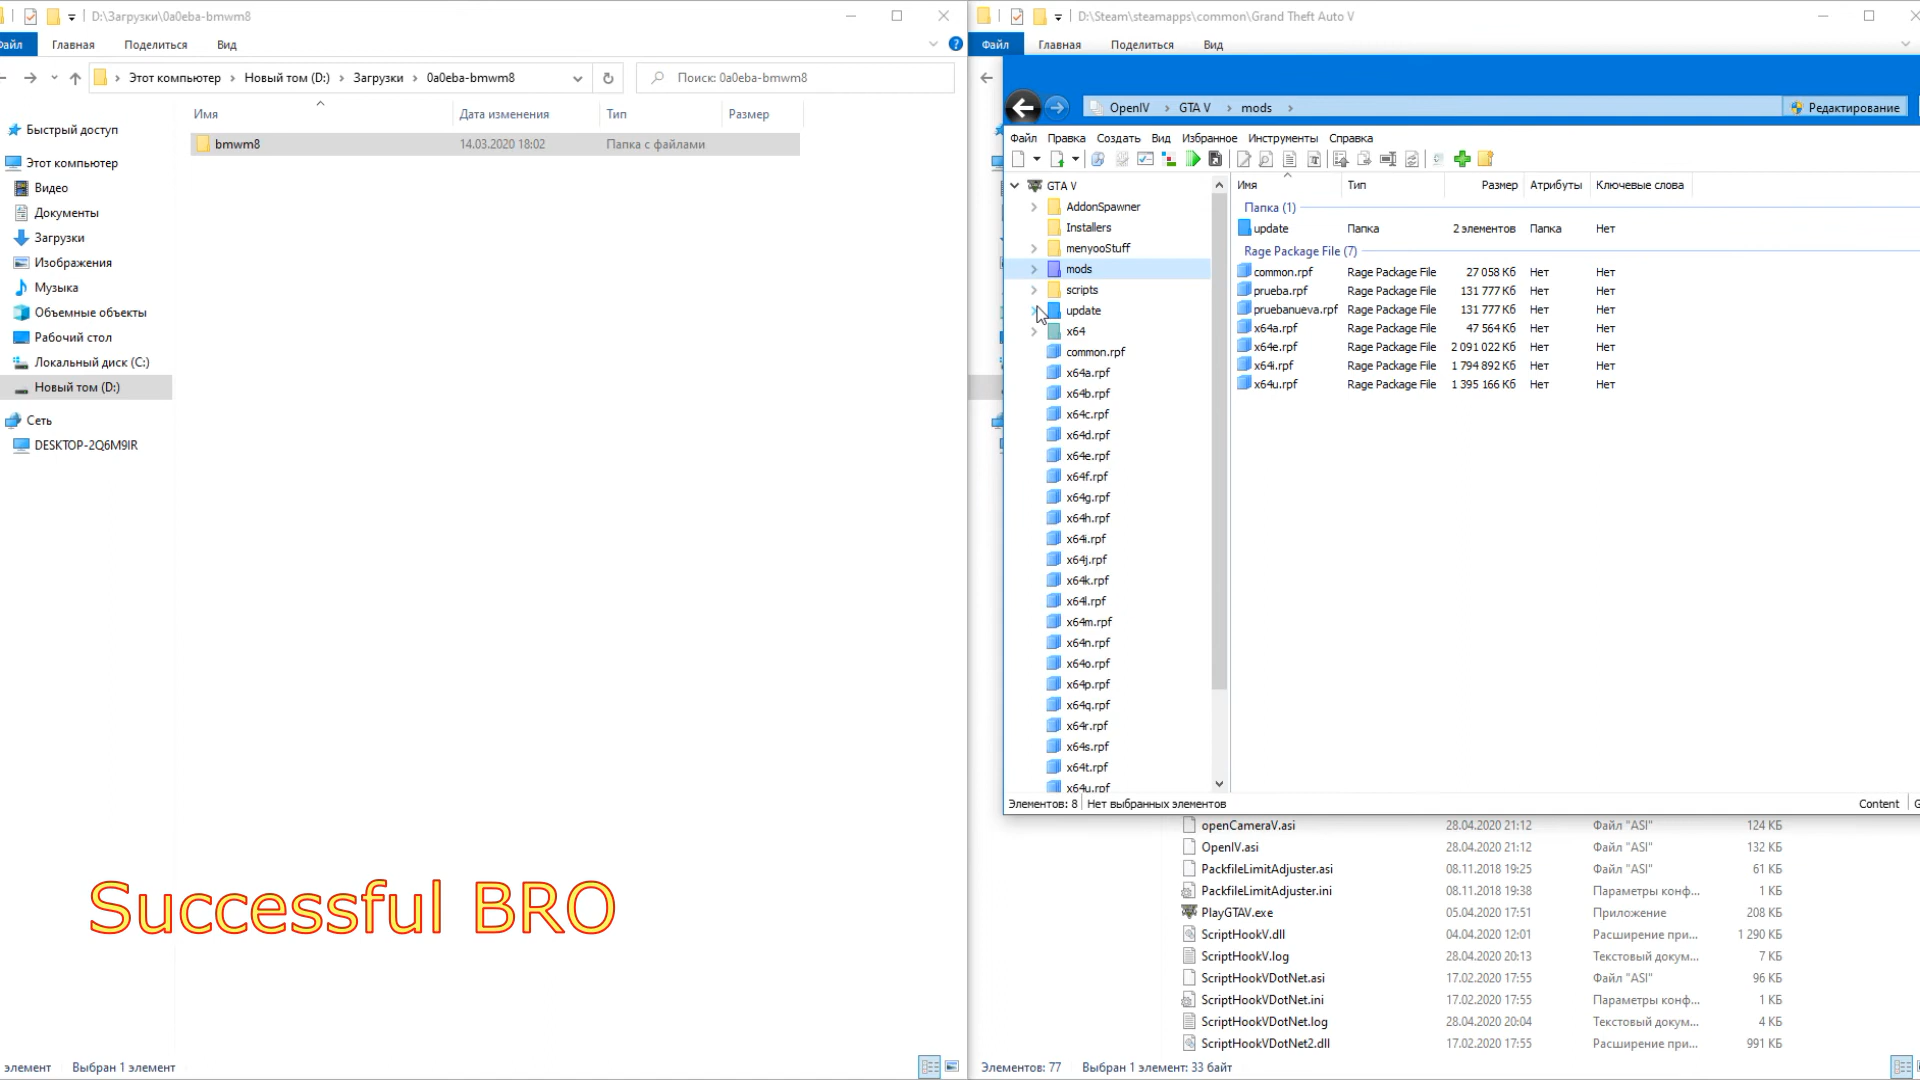 D:\Загрузки\0a0eba-bmwm8
Файл
Главная
Поделиться
Вид
Этот компьютер > Новый том (D:) > Загрузки > 0a0eba-bmwm8
Поиск: 0a0eba-bmwm8
Имя
Дата изменения
Тип
Размер
bmwm8
14.03.2020 18:02
Папка с файлами
Быстрый доступ
Этот компьютер
Видео
Документы
Загрузки
Изображения
Музыка
Объемные объекты
Рабочий стол
Локальный диск (C:)
Новый том (D:)
Сеть
DESKTOP-2Q6M9IR
Successful BRO
элемент
Выбран 1 элемент
D:\Steam\steamapps\common\Grand Theft Auto V
Файл
Главная
Поделиться
Вид
OpenIV > GTA V > mods >
Редактирование
Файл Правка Создать Вид Избранное Инструменты Справка
GTA V
AddonSpawner
Installers
menyooStuff
mods
scripts
update
x64
common.rpf
x64a.rpf
x64b.rpf
x64c.rpf
x64d.rpf
x64e.rpf
x64f.rpf
x64g.rpf
x64h.rpf
x64i.rpf
x64j.rpf
x64k.rpf
x64l.rpf
x64m.rpf
x64n.rpf
x64o.rpf
x64p.rpf
x64q.rpf
x64r.rpf
x64s.rpf
x64t.rpf
x64u.rpf
Имя Тип Размер Атрибуты Ключевые слова
Папка (1)
update Папка 2 элементов Папка Нет
Rage Package File (7)
common.rpf Rage Package File 27 058 Кб Нет Нет
prueba.rpf Rage Package File 131 777 Кб Нет Нет
pruebanueva.rpf Rage Package File 131 777 Кб Нет Нет
x64a.rpf Rage Package File 47 564 Кб Нет Нет
x64e.rpf Rage Package File 2 091 022 Кб Нет Нет
x64i.rpf Rage Package File 1 794 892 Кб Нет Нет
x64u.rpf Rage Package File 1 395 166 Кб Нет Нет
Элементов: 8 Нет выбранных элементов
Content
openCameraV.asi 28.04.2020 21:12 Файл "ASI" 124 КБ
OpenIV.asi 28.04.2020 21:12 Файл "ASI" 132 КБ
PackfileLimitAdjuster.asi 08.11.2018 19:25 Файл "ASI" 61 КБ
PackfileLimitAdjuster.ini 08.11.2018 19:38 Параметры конф... 1 КБ
PlayGTAV.exe 05.04.2020 17:51 Приложение 208 КБ
ScriptHookV.dll 04.04.2020 12:01 Расширение при... 1 290 КБ
ScriptHookV.log 28.04.2020 20:13 Текстовый докум... 7 КБ
ScriptHookVDotNet.asi 17.02.2020 17:55 Файл "ASI" 96 КБ
ScriptHookVDotNet.ini 17.02.2020 17:55 Параметры конф... 1 КБ
ScriptHookVDotNet.log 28.04.2020 20:04 Текстовый докум... 4 КБ
ScriptHookVDotNet2.dll 17.02.2020 17:55 Расширение при... 991 КБ
Элементов: 77
Выбран 1 элемент: 33 байт